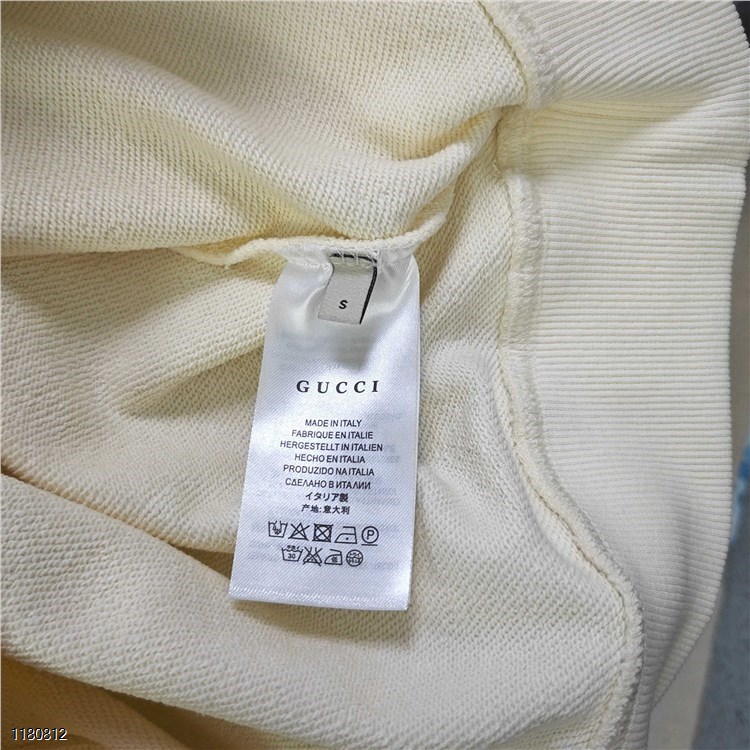 S
GUCCI
MADE IN ITALY
FABRIQUE EN ITALIE
HERGESTELLT IN ITALIEN
HECHO EN ITALIA
PRODUZIDO NA ITALIA
СДЕЛАНО В ИТАЛИИ
イタリア製
产地:意大利
P
30
1180812